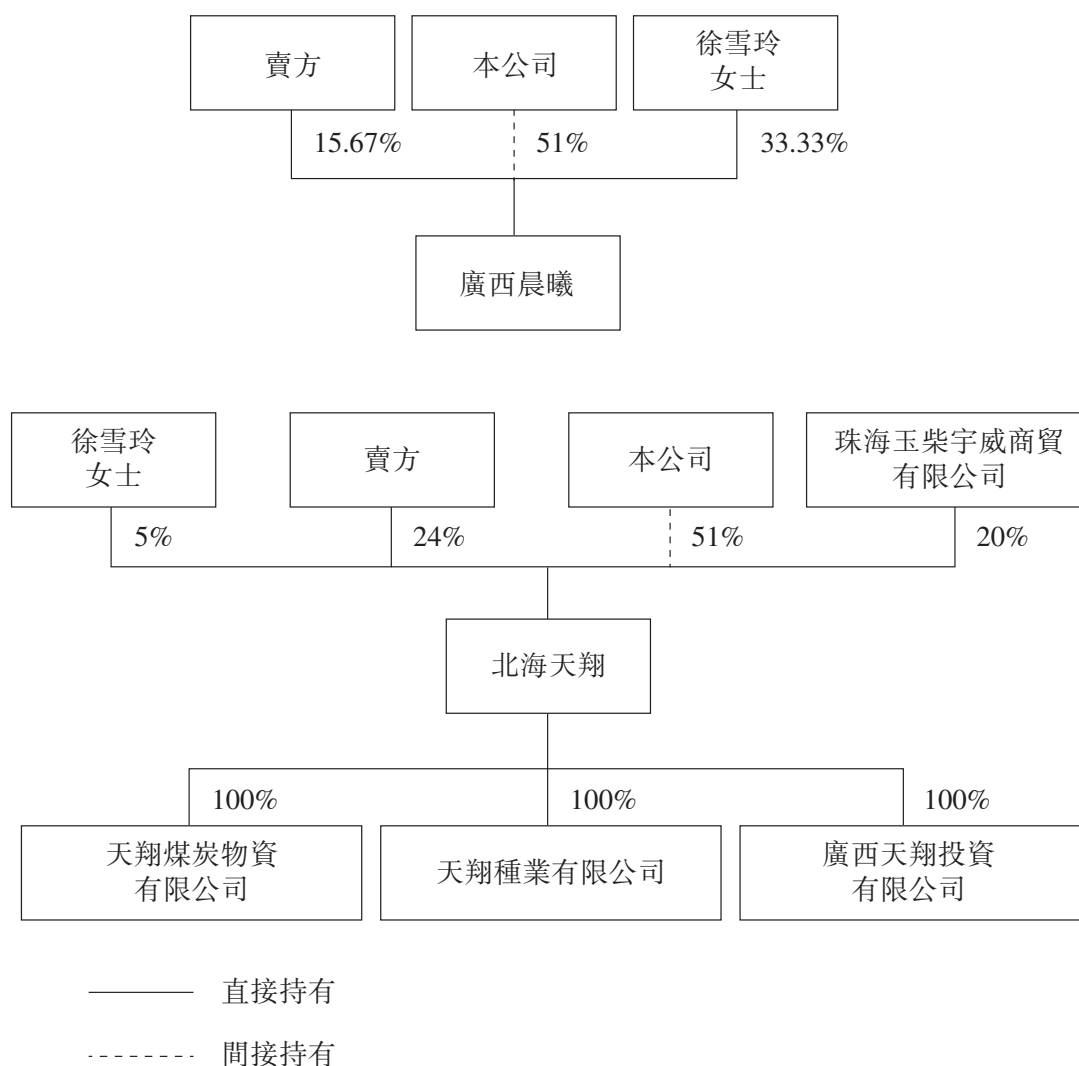 賣方
本公司
徐雪玲
女士
15.67%
51%
33.33%
廣西晨曦
徐雪玲
女士
賣方
本公司
珠海玉柴宇威商貿
有限公司
5%
24%
51%
20%
北海天翔
100%
100%
100%
天翔煤炭物資
有限公司
天翔種業有限公司
廣西天翔投資
有限公司
直接持有
間接持有